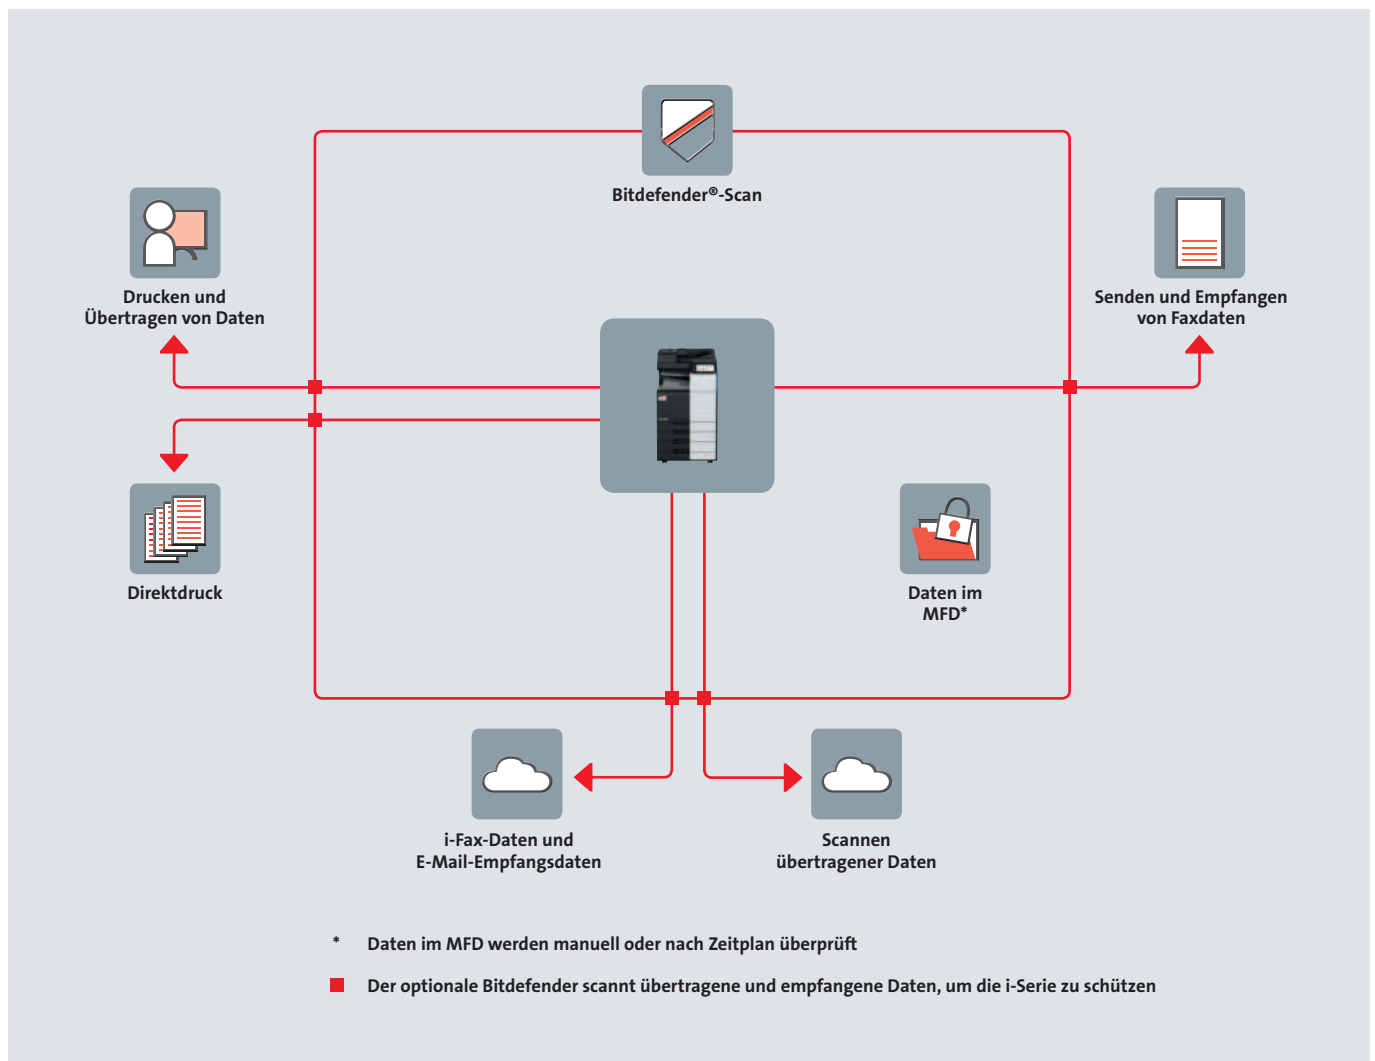 Bitdefender®-Scan
Drucken und
Übertragen von Daten
Senden und Empfangen
von Faxdaten
Direktdruck
Daten im
MFD*
i-Fax-Daten und
E-Mail-Empfangsdaten
Scannen
übertragener Daten
* Daten im MFD werden manuell oder nach Zeitplan überprüft
Der optionale Bitdefender scannt übertragene und empfangene Daten, um die i-Serie zu schützen